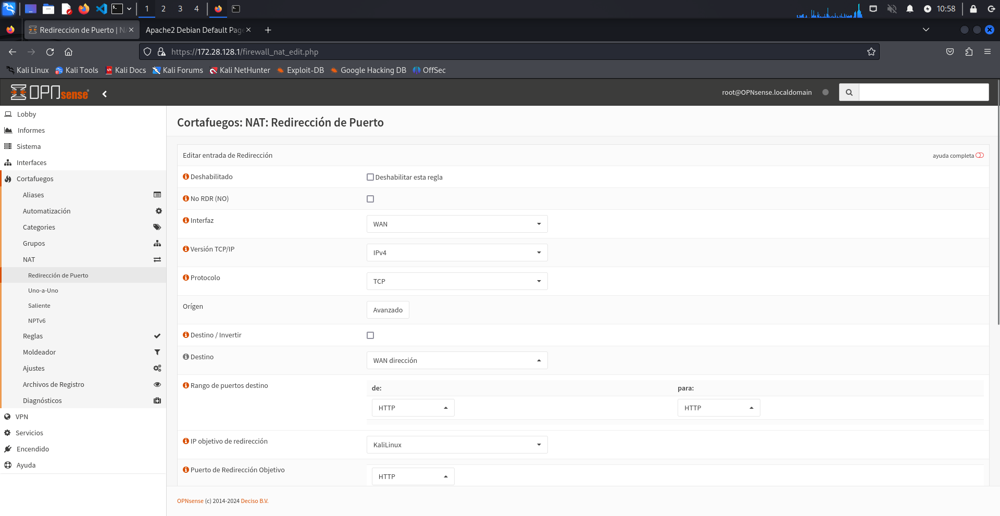 1 2 3 4
10:58
Redirección de Puerto | N
Apache2 Debian Default Pag
https://172.28.128.1/firewall_nat_edit.php
Kali Linux Kali Tools Kali Docs Kali Forums Kali NetHunter Exploit-DB Google Hacking DB OffSec
OPNsense
root@OPNsense.localdomain
Lobby
Informes
Sistema
Interfaces
Cortafuegos
Aliases
Automatización
Categories
Grupos
NAT
Redirección de Puerto
Uno-a-Uno
Saliente
NPTv6
Reglas
Moldeador
Ajustes
Archivos de Registro
Diagnósticos
VPN
Servicios
Encendido
Ayuda
Cortafuegos: NAT: Redirección de Puerto
Editar entrada de Redirección
ayuda completa
Deshabilitado
Deshabilitar esta regla
No RDR (NO)
Interfaz
WAN
Versión TCP/IP
IPv4
Protocolo
TCP
Orígen
Avanzado
Destino / Invertir
Destino
WAN dirección
Rango de puertos destino
de: para:
HTTP HTTP
IP objetivo de redirección
KaliLinux
Puerto de Redirección Objetivo
HTTP
OPNsense (c) 2014-2024 Deciso B.V.